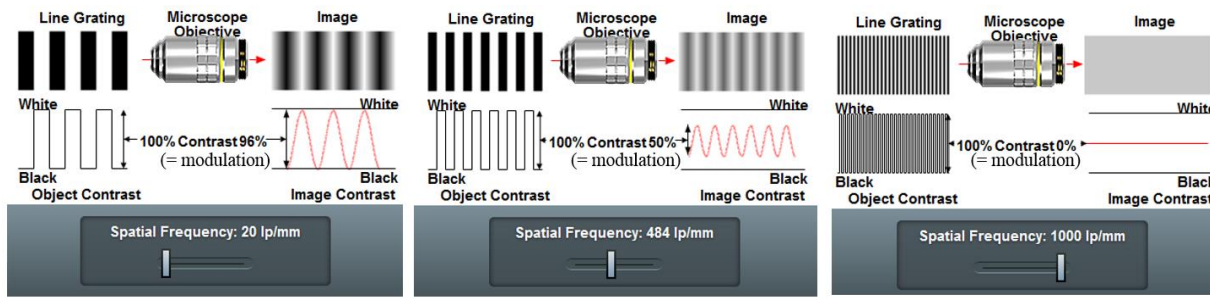 Line Grating
Microscope
Objective
Image
White
White
100% Contrast 96%
(= modulation)
Black
Black
Object Contrast
Image Contrast
Spatial Frequency: 20 lp/mm
Line Grating
Microscope
Objective
Image
White
White
100% Contrast 50%
(= modulation)
Black
Black
Object Contrast
Image Contrast
Spatial Frequency: 484 lp/mm
Line Grating
Microscope
Objective
Image
White
White
100% Contrast 0%
(= modulation)
Black
Black
Object Contrast
Image Contrast
Spatial Frequency: 1000 lp/mm